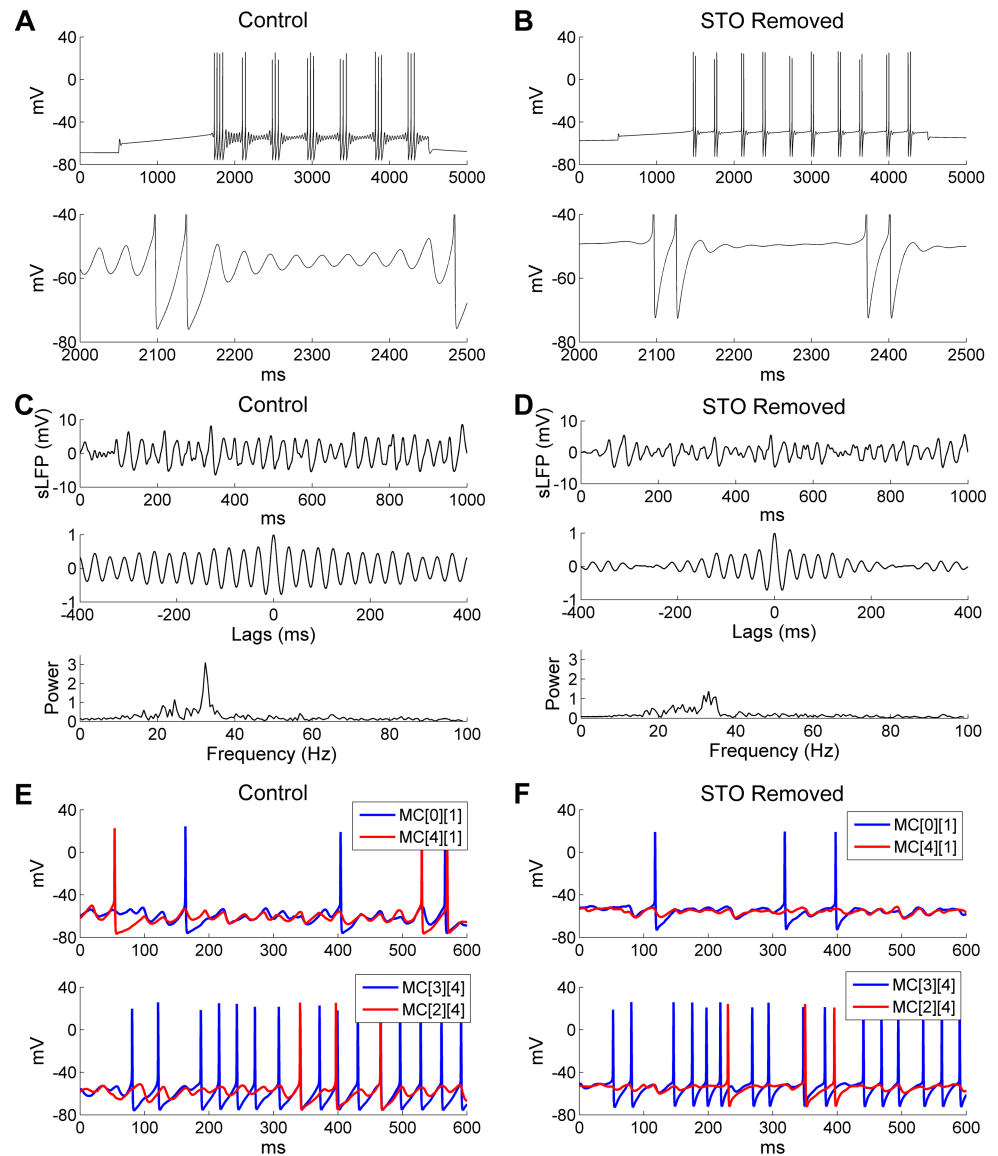 A
Control
B
STO Removed
40
0
-40
-80
mV
0 1000 2000 3000 4000 5000
40
0
-40
-80
mV
0 1000 2000 3000 4000 5000
-40
-60
-80
mV
2000 2100 2200 2300 2400 2500
ms
-40
-60
-80
mV
2000 2100 2200 2300 2400 2500
ms
C
Control
D
STO Removed
sLFP (mV)
10
0
-10
0 200 400 600 800 1000
ms
sLFP (mV)
10
0
-10
0 200 400 600 800 1000
ms
1
0
-1
-400 -200 0 200 400
Lags (ms)
1
0
-1
-400 -200 0 200 400
Lags (ms)
Power
3
2
1
0
0 20 40 60 80 100
Frequency (Hz)
Power
3
2
1
0
0 20 40 60 80 100
Frequency (Hz)
E
Control
F
STO Removed
40
0
-40
-80
mV
MC[0][1]
MC[4][1]
0 100 200 300 400 500 600
40
0
-40
-80
mV
MC[0][1]
MC[4][1]
0 100 200 300 400 500 600
40
0
-40
-80
mV
MC[3][4]
MC[2][4]
0 100 200 300 400 500 600
ms
40
0
-40
-80
mV
MC[3][4]
MC[2][4]
0 100 200 300 400 500 600
ms